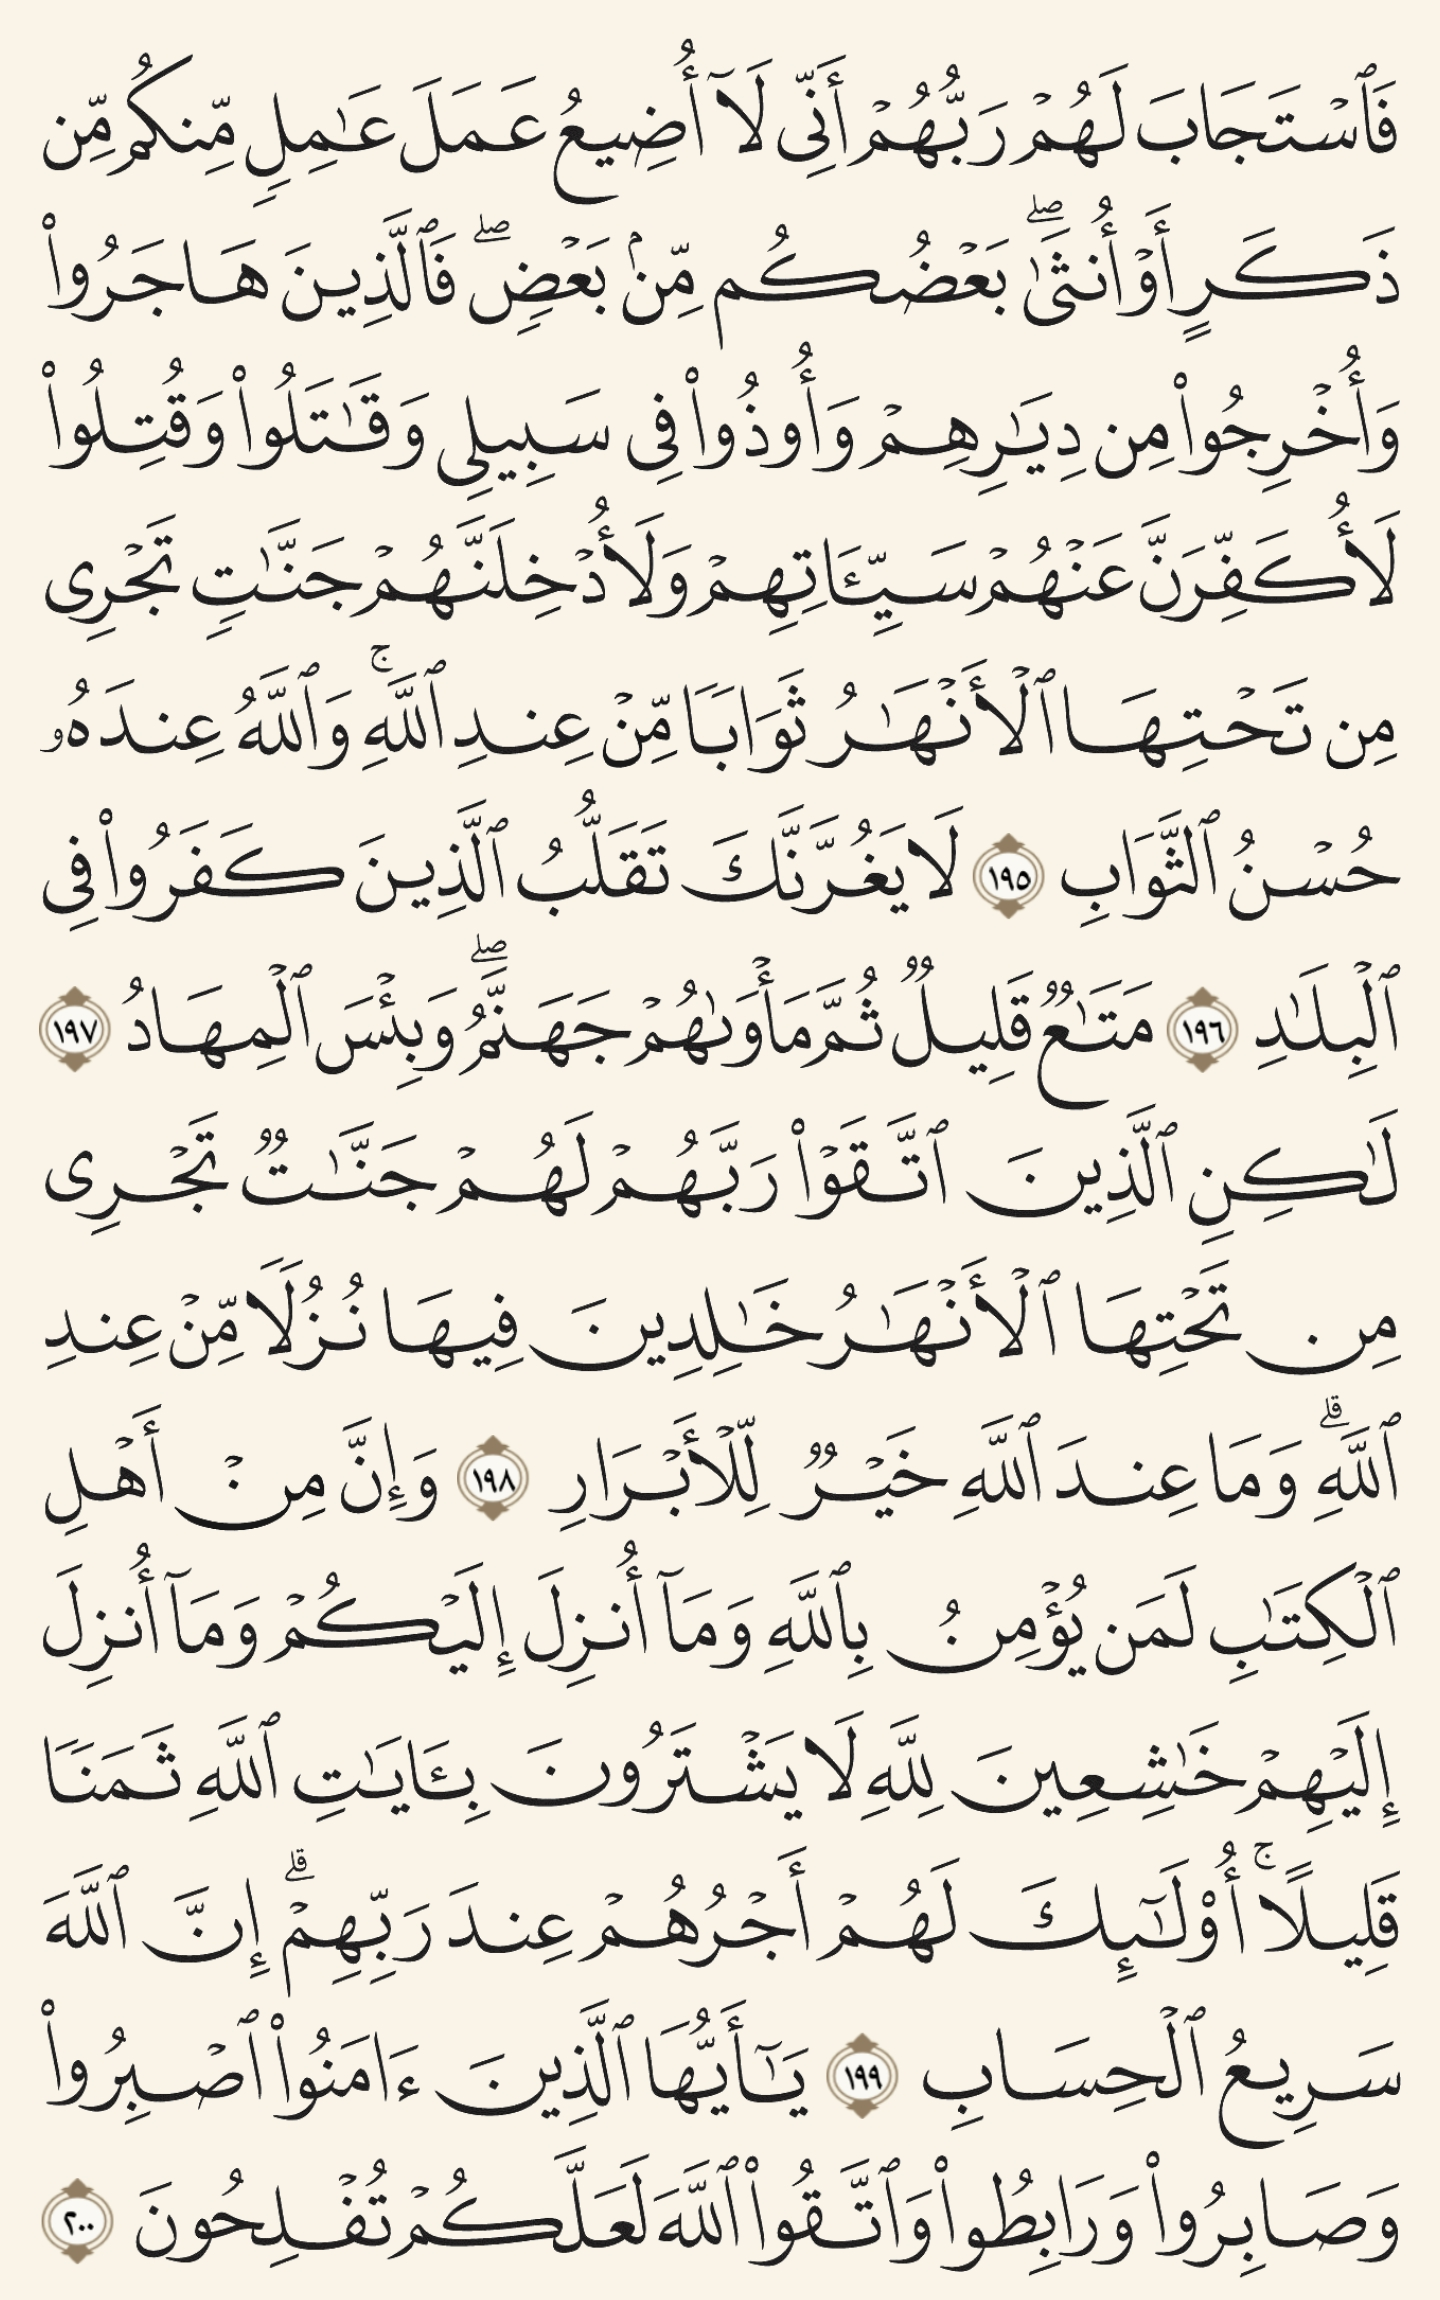 فَٱسْتَجَابَ لَهُمْ رَبُّهُمْ أَنِّى لَآ أُضِيعُ عَمَلَ عَـٰمِلٍ مِّنكُم مِّن
ذَكَرٍ أَوْ أُنثَىٰ ۖ بَعْضُكُم مِّنۢ بَعْضٍ ۖ فَٱلَّذِينَ هَاجَرُوا۟
وَأُخْرِجُوا۟ مِن دِيَـٰرِهِمْ وَأُوذُوا۟ فِى سَبِيلِى وَقَـٰتَلُوا۟ وَقُتِلُوا۟
لَأُكَفِّرَنَّ عَنْهُمْ سَيِّـَٔاتِهِمْ وَلَأُدْخِلَنَّهُمْ جَنَّـٰتٍ تَجْرِى
مِن تَحْتِهَا ٱلْأَنْهَـٰرُ ثَوَابًا مِّنْ عِندِ ٱللَّهِ ۚ وَٱللَّهُ عِندَهُۥ
حُسْنُ ٱلثَّوَابِ ١٩٥ لَا يَغُرَّنَّكَ تَقَلُّبُ ٱلَّذِينَ كَفَرُوا۟ فِى
ٱلْبِلَـٰدِ ١٩٦ مَتَـٰعٌ قَلِيلٌ ثُمَّ مَأْوَىٰهُمْ جَهَنَّمُ ۖ وَبِئْسَ ٱلْمِهَادُ ١٩٧
لَـٰكِنِ ٱلَّذِينَ ٱتَّقَوْا۟ رَبَّهُمْ لَهُمْ جَنَّـٰتٌ تَجْرِى
مِن تَحْتِهَا ٱلْأَنْهَـٰرُ خَـٰلِدِينَ فِيهَا نُزُلًا مِّنْ عِندِ
ٱللَّهِ ۗ وَمَا عِندَ ٱللَّهِ خَيْرٌ لِّلْأَبْرَارِ ١٩٨ وَإِنَّ مِنْ أَهْلِ
ٱلْكِتَـٰبِ لَمَن يُؤْمِنُ بِٱللَّهِ وَمَآ أُنزِلَ إِلَيْكُمْ وَمَآ أُنزِلَ
إِلَيْهِمْ خَـٰشِعِينَ لِلَّهِ لَا يَشْتَرُونَ بِـَٔايَـٰتِ ٱللَّهِ ثَمَنًا
قَلِيلًا ۚ أُو۟لَـٰٓئِكَ لَهُمْ أَجْرُهُمْ عِندَ رَبِّهِمْ ۗ إِنَّ ٱللَّهَ
سَرِيعُ ٱلْحِسَابِ ١٩٩ يَـٰٓأَيُّهَا ٱلَّذِينَ ءَامَنُوا۟ ٱصْبِرُوا۟
وَصَابِرُوا۟ وَرَابِطُوا۟ وَٱتَّقُوا۟ ٱللَّهَ لَعَلَّكُمْ تُفْلِحُونَ ٢٠٠